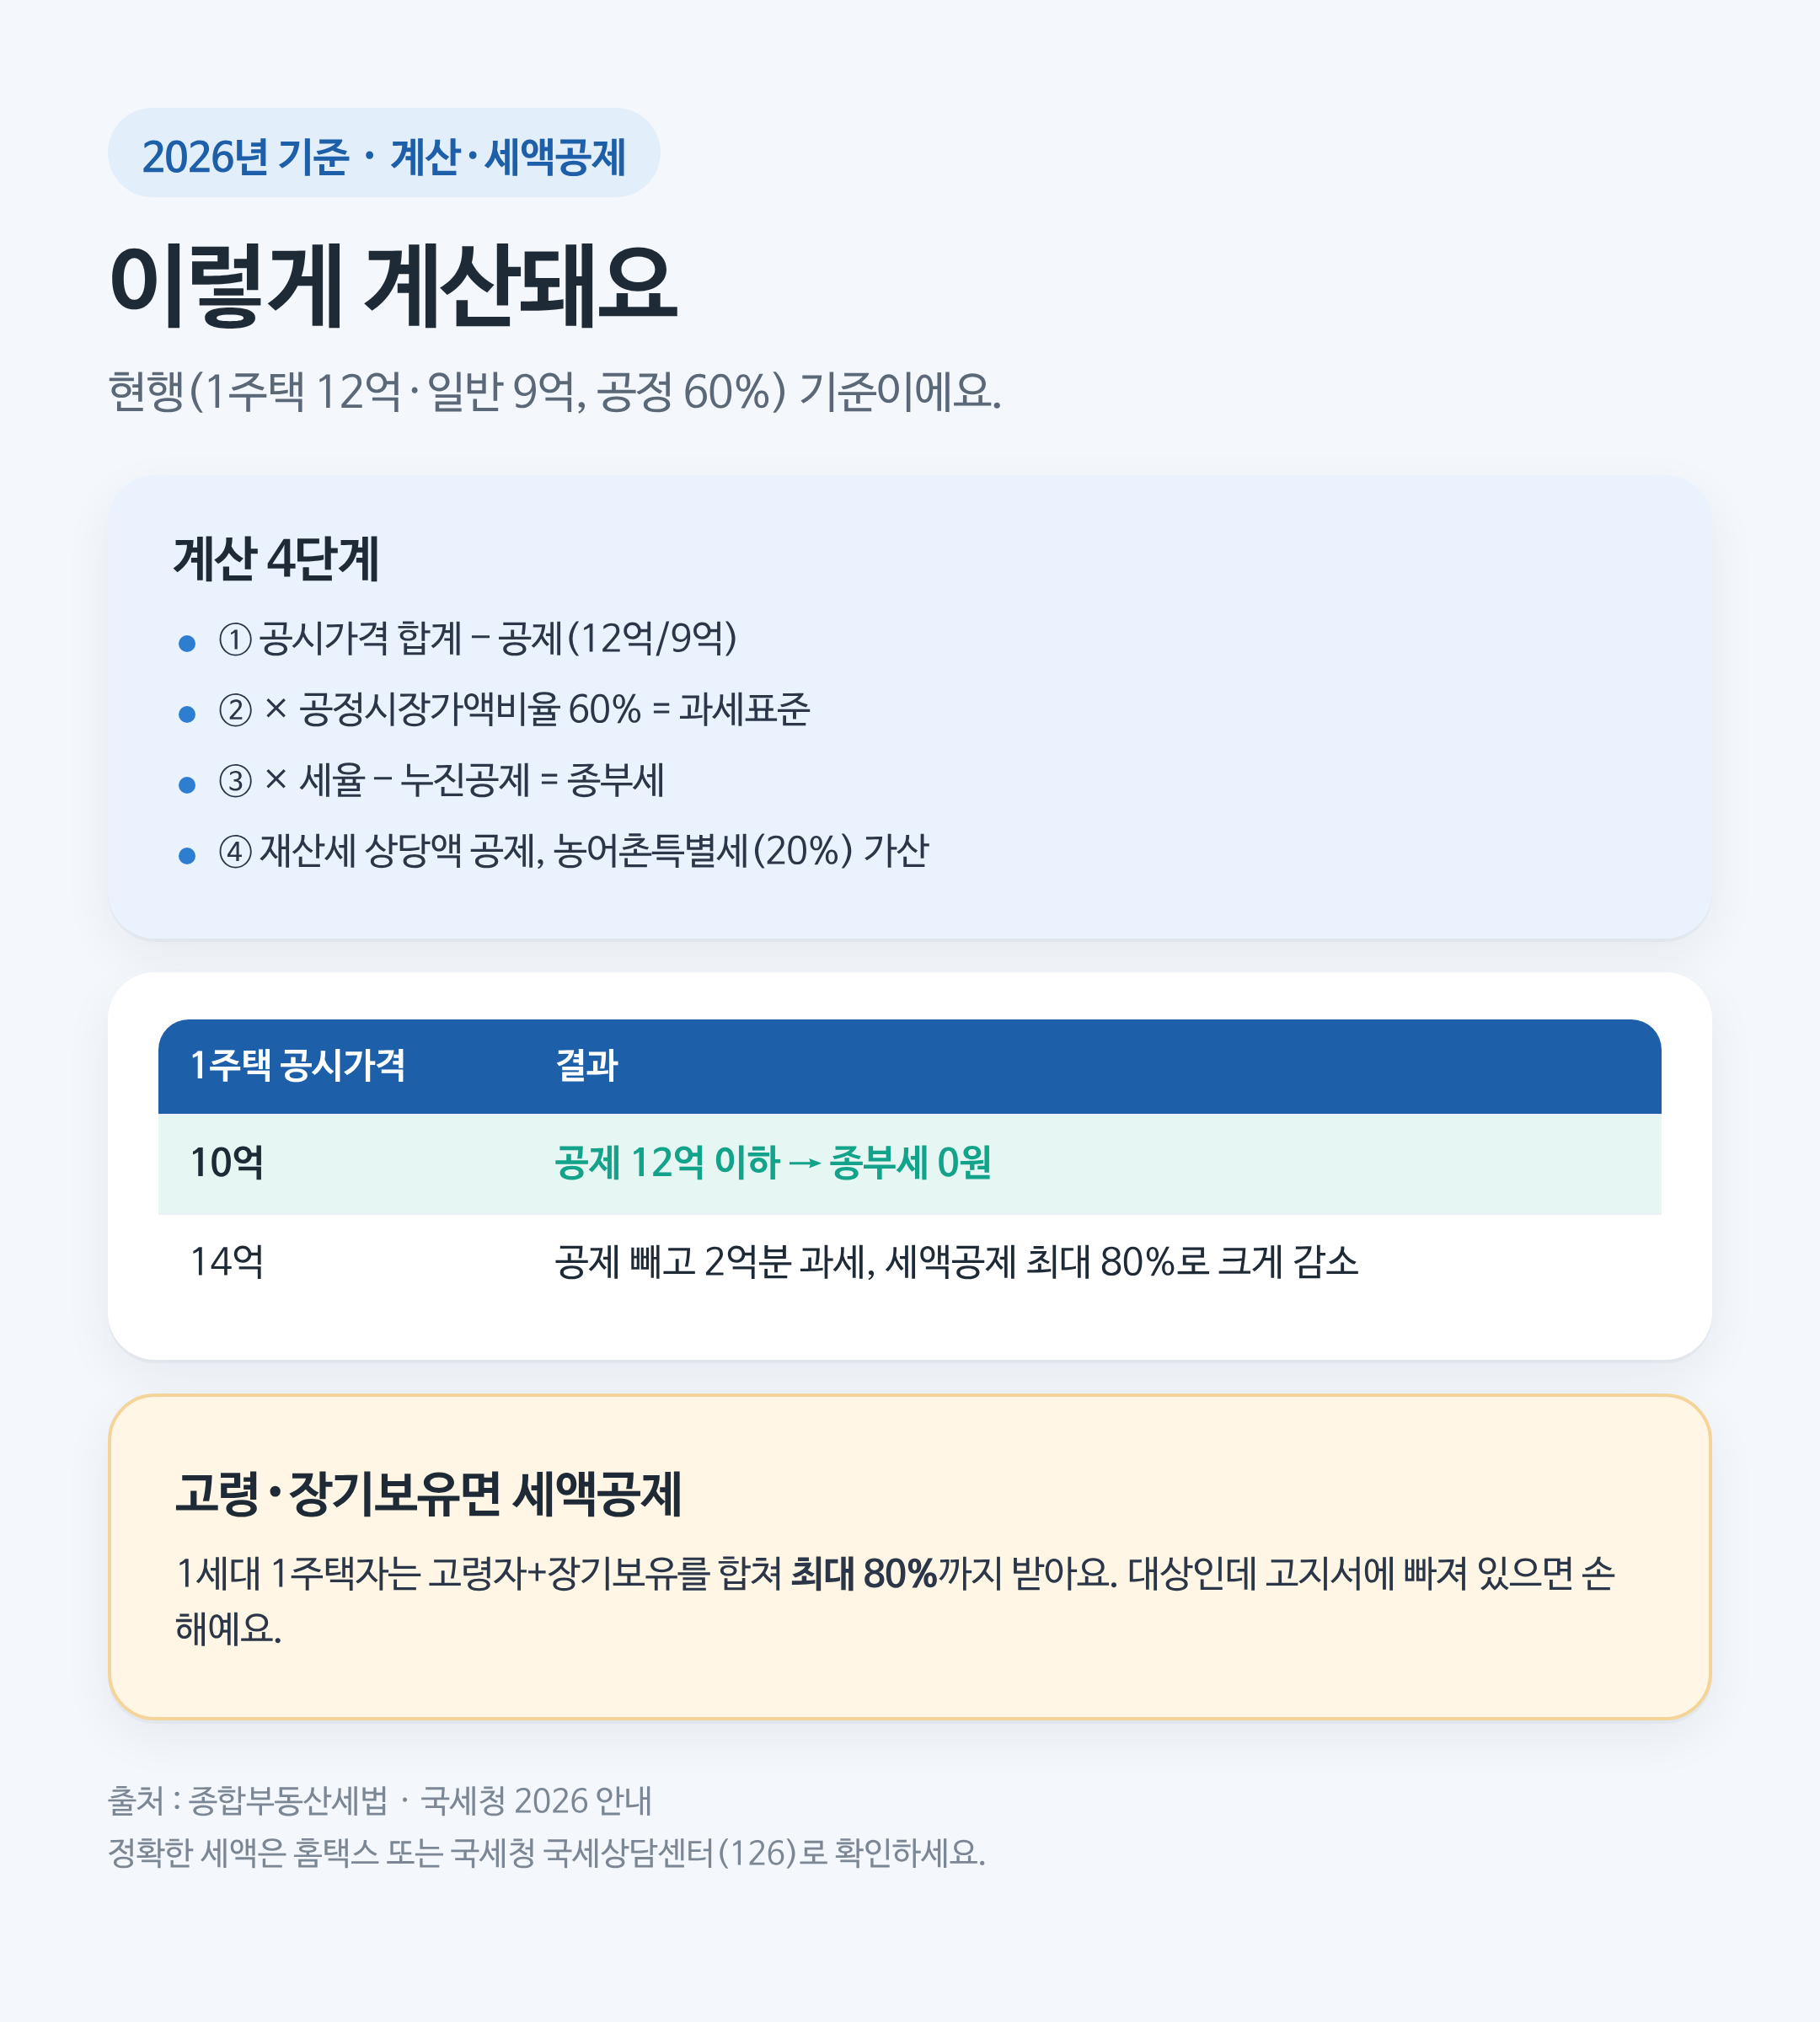 2026년 기준 · 계산·세액공제
이렇게 계산돼요
현행(1주택 12억·일반 9억, 공정 60%) 기준이에요.
계산 4단계
● ① 공시가격 합계 − 공제(12억/9억)
● ② × 공정시장가액비율 60% = 과세표준
● ③ × 세율 − 누진공제 = 종부세
● ④ 재산세 상당액 공제, 농어촌특별세(20%) 가산
1주택 공시가격 결과
10억 공제 12억 이하 → 종부세 0원
14억 공제 빼고 2억분 과세, 세액공제 최대 80%로 크게 감소
고령·장기보유면 세액공제
1세대 1주택자는 고령자+장기보유를 합쳐 최대 80%까지 받아요. 대상인데 고지서에 빠져 있으면 손
해예요.
출처 : 종합부동산세법 · 국세청 2026 안내
정확한 세액은 홈택스 또는 국세청 국세상담센터(126)로 확인하세요.